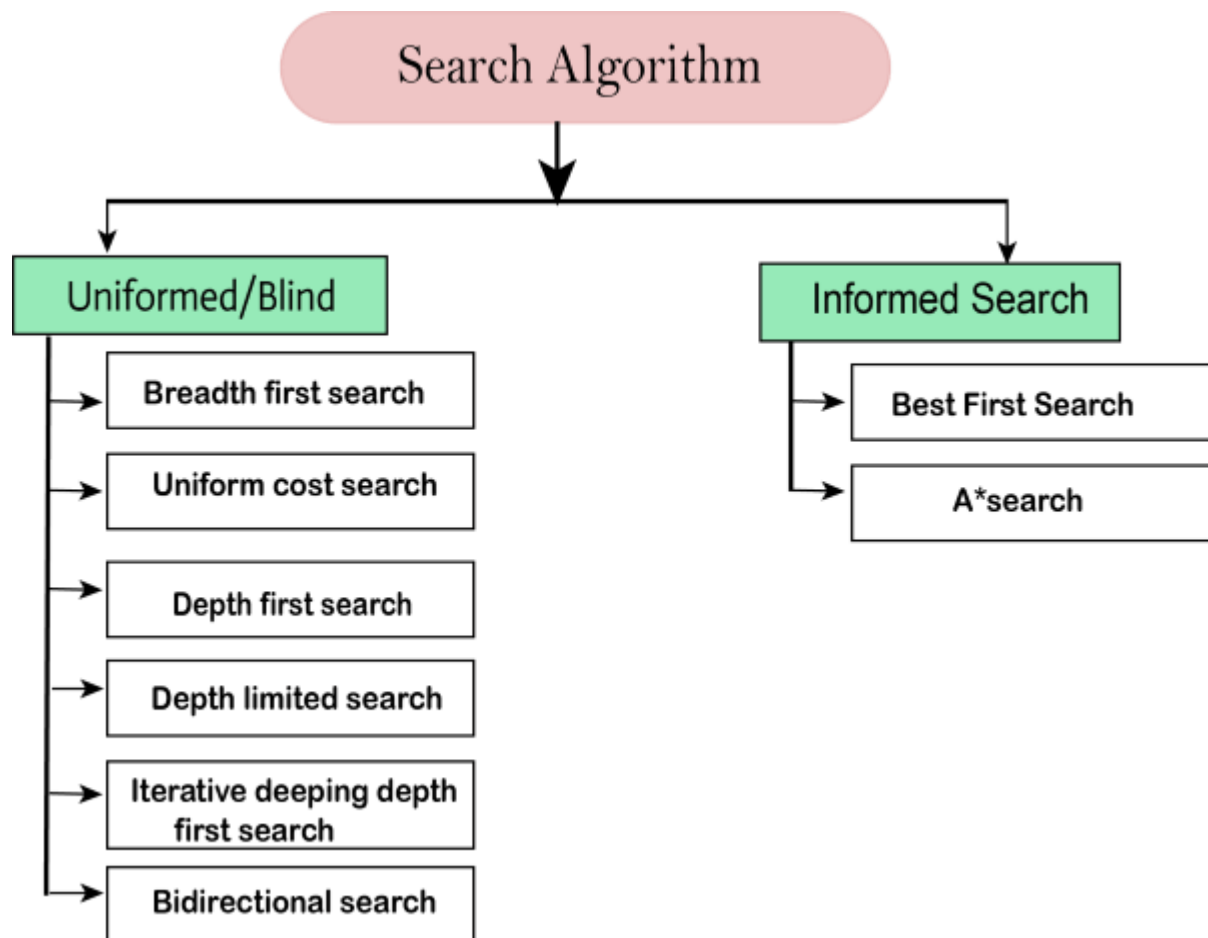 Search Algorithm
Uniformed/Blind
Breadth first search
Uniform cost search
Depth first search
Depth limited search
Iterative deeping depth
first search
Bidirectional search
Informed Search
Best First Search
A*search